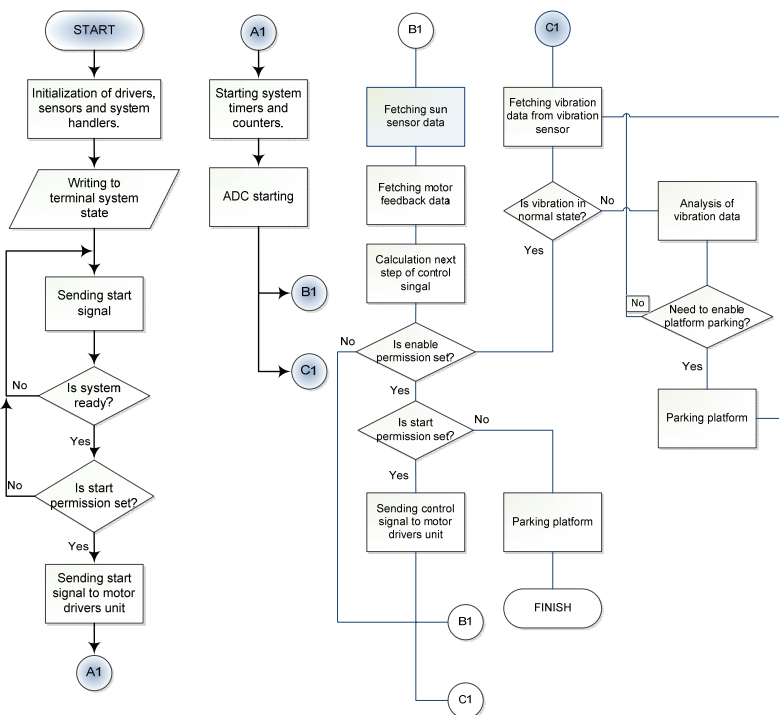 START
Initialization of drivers,
sensors and system
handlers.
Writing to
terminal system
state
Sending start
signal
Is system
ready?
No
Yes
Is start
permission set?
No
Yes
Sending start
signal to motor
drivers unit
A1
A1
Starting system
timers and
counters.
ADC starting
B1
C1
B1
Fetching sun
sensor data
Fetching motor
feedback data
Calculation next
step of control
singal
Is enable
permission set?
No
Yes
Is start
permission set?
No
Yes
Sending control
signal to motor
drivers unit
Parking platform
FINISH
B1
C1
C1
Fetching vibration
data from vibration
sensor
Is vibration in
normal state?
No
Yes
Analysis of
vibration data
Need to enable
platform parking?
No
Yes
Parking platform